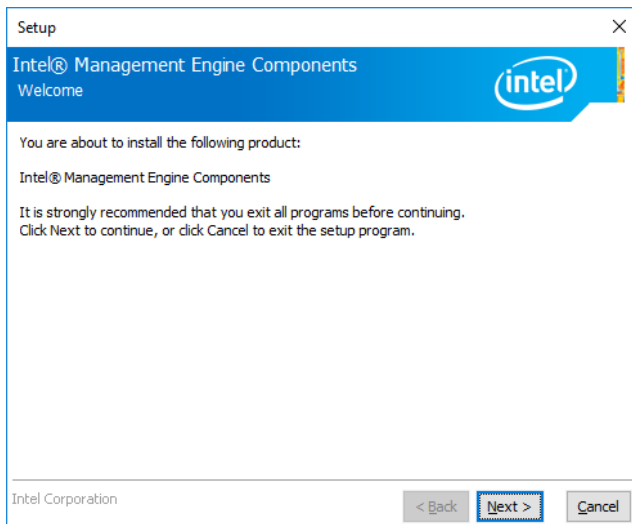 Setup
Intel® Management Engine Components
Welcome
intel
You are about to install the following product:
Intel® Management Engine Components
It is strongly recommended that you exit all programs before continuing.
Click Next to continue, or click Cancel to exit the setup program.
Intel Corporation
< Back
Next >
Cancel